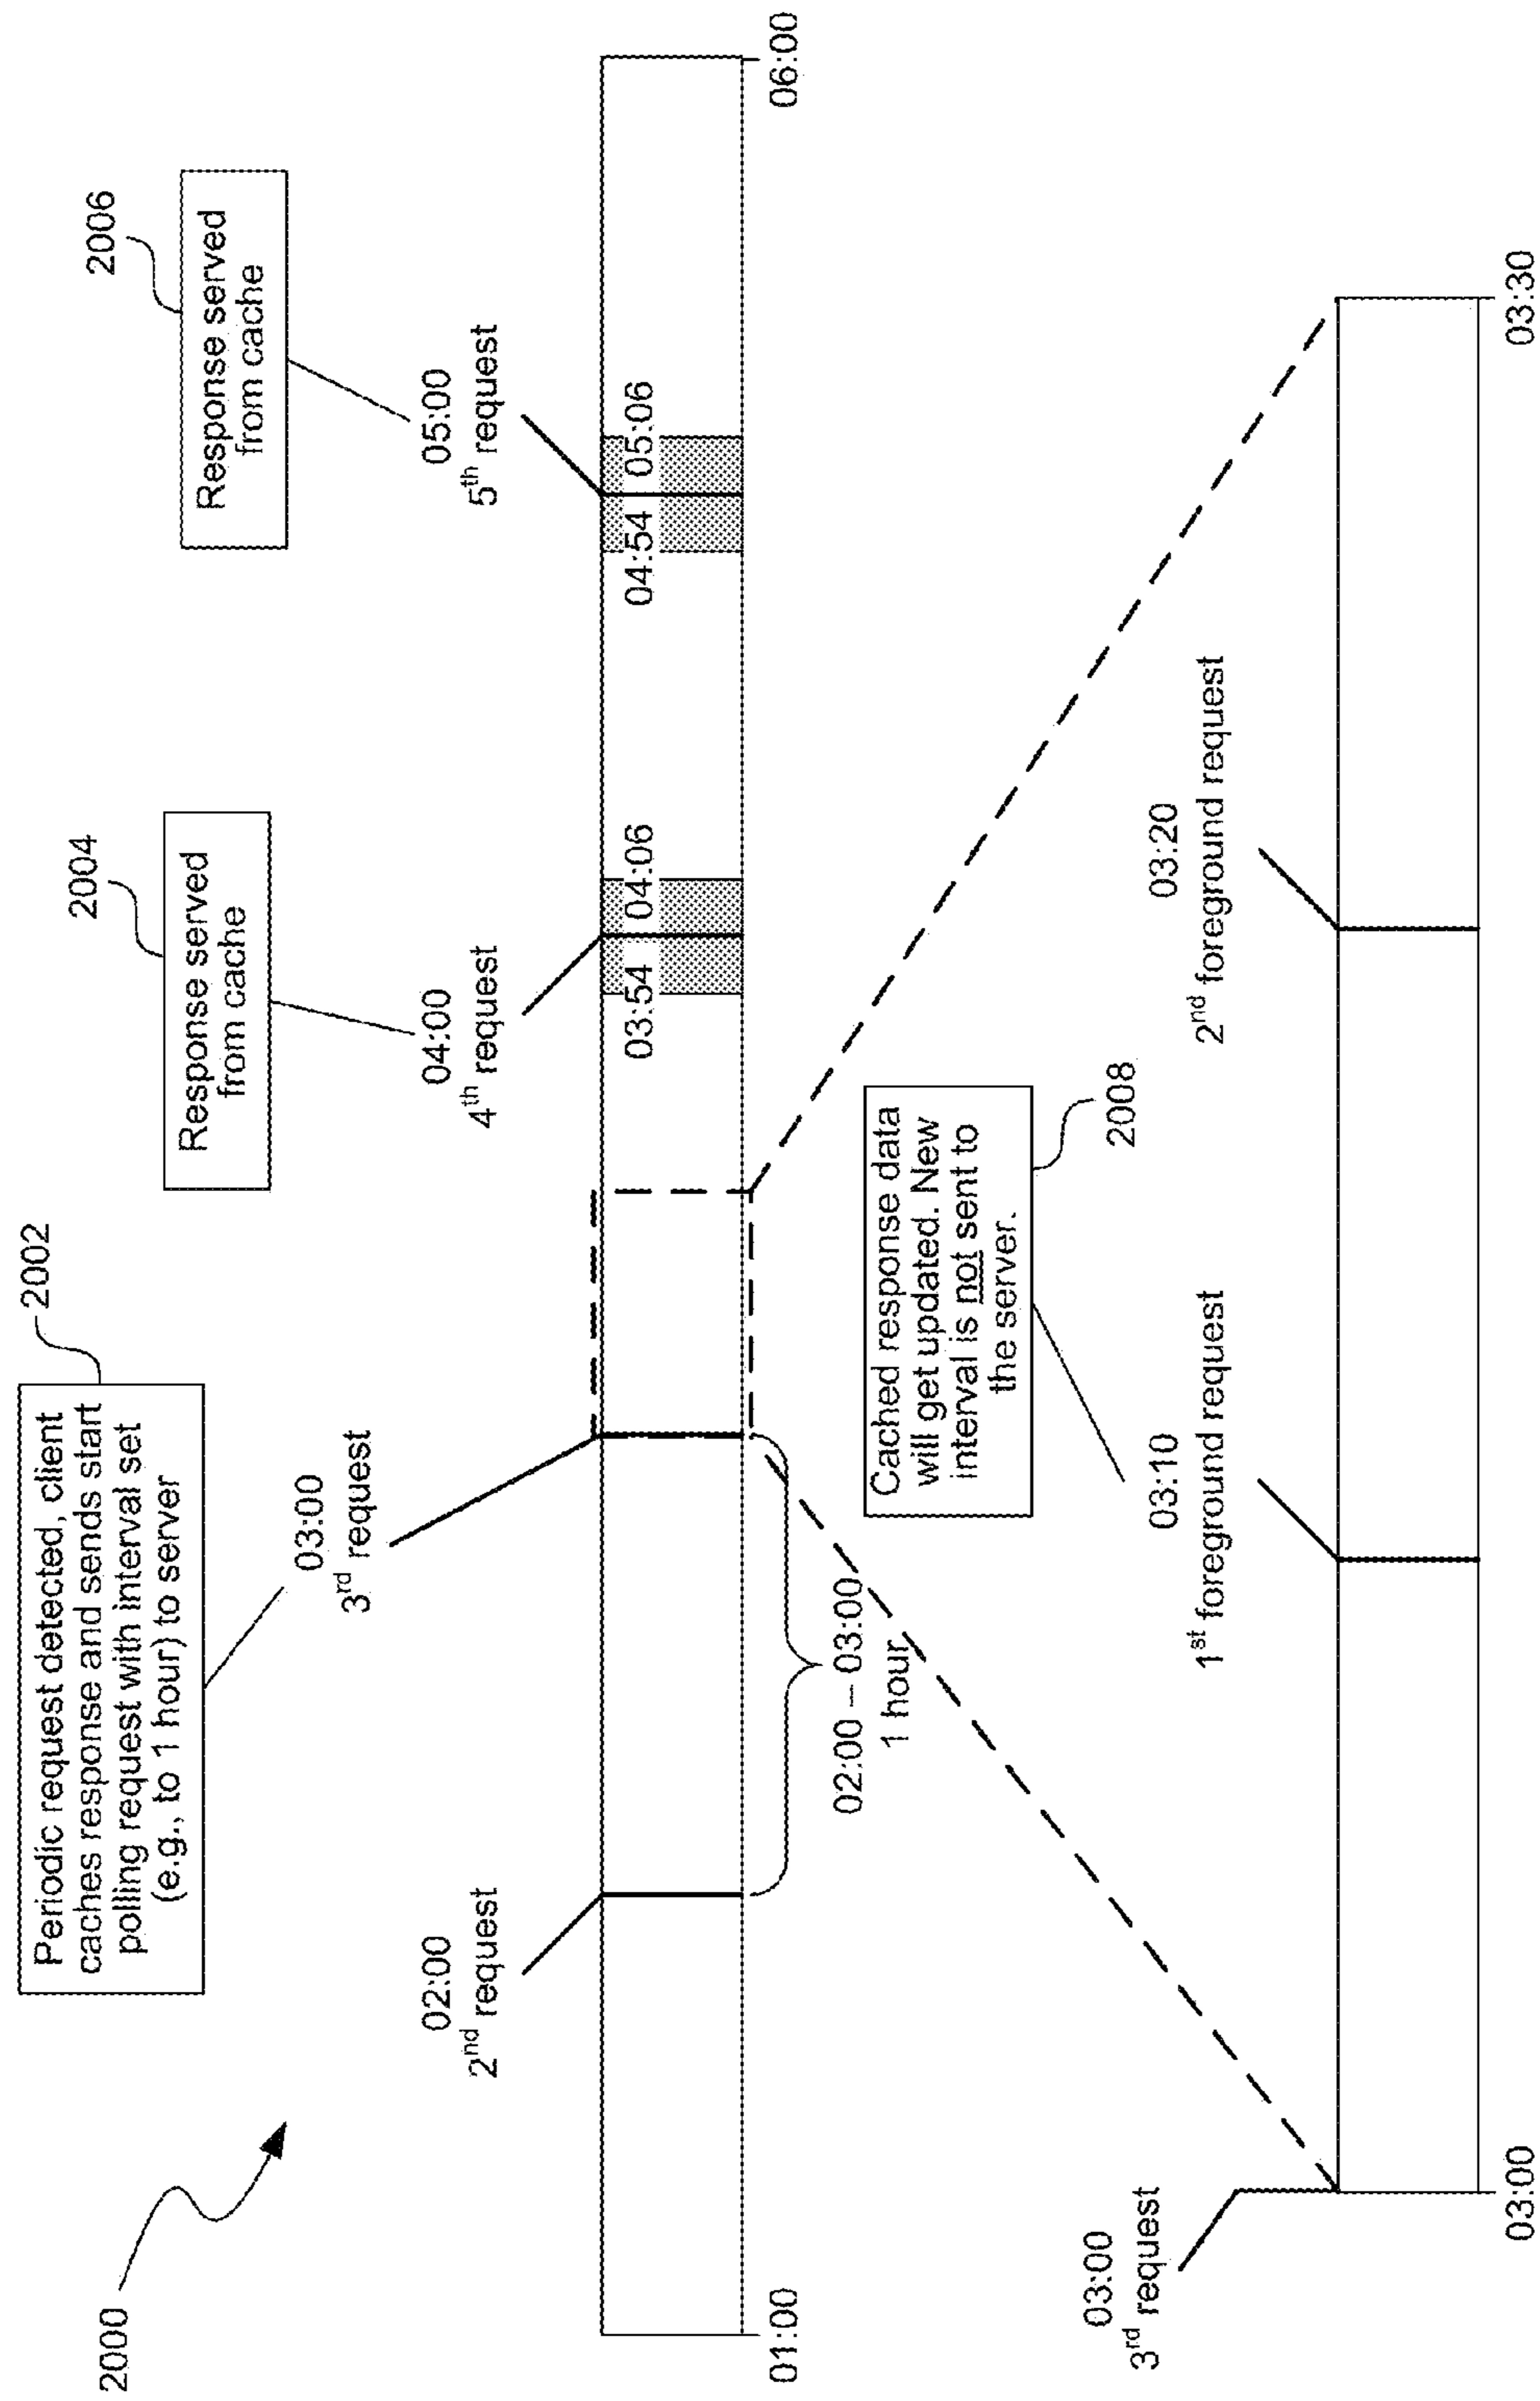 2000
Periodic request detected, client
caches response and sends start
polling request with interval set
(e.g., to 1 hour) to server
2002
Response served
from cache
2004
Response served
from cache
2006
02:00
2nd request
03:00
3rd request
04:00
4th request
05:00
5th request
03:54 04:06
04:54 05:06
01:00
06:00
02:00 – 03:00
1 hour
Cached response data
will get updated. New
interval is not sent to
the server.
2008
03:00
3rd request
03:10
1st foreground request
03:20
2nd foreground request
03:00
03:30